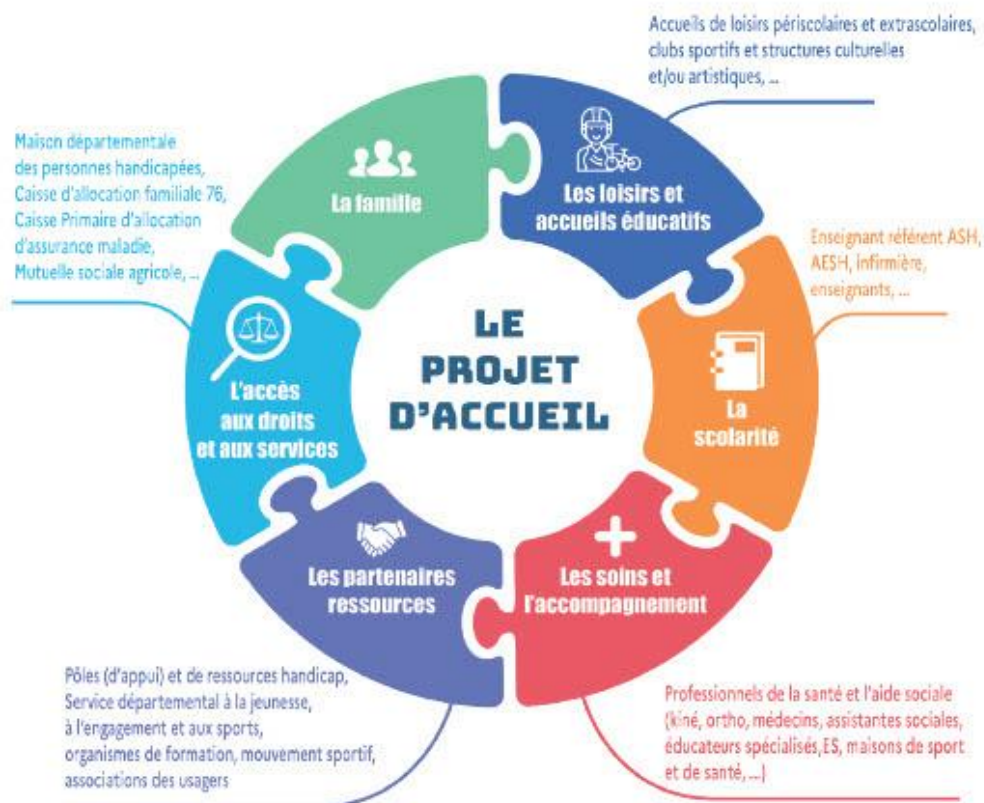 Accueils de loisirs périscolaires et extrascolaires,
clubs sportifs et structures culturelles
et/ou artistiques, ...
Maison départementale
des personnes handicapées,
Caisse d'allocation familiale 76,
Caisse Primaire d'allocation
d'assurance maladie,
Mutuelle sociale agricole, ...
La famille
Les loisirs et
accueils éducatifs
Enseignant référent ASH,
AESH, infirmière,
enseignants, ...
LE
PROJET
D'ACCUEIL
L'accès
aux droits
et aux services
La
scolarité
Les partenaires
ressources
Les soins et
l'accompagnement
Pôles (d'appui) et de ressources handicap,
Service départemental à la jeunesse,
à l'engagement et aux sports,
organismes de formation, mouvement sportif,
associations des usagers
Professionnels de la santé et l'aide sociale
(kiné, ortho, médecins, assistantes sociales,
éducateurs spécialisés,ES, maisons de sport
et de santé, ...)